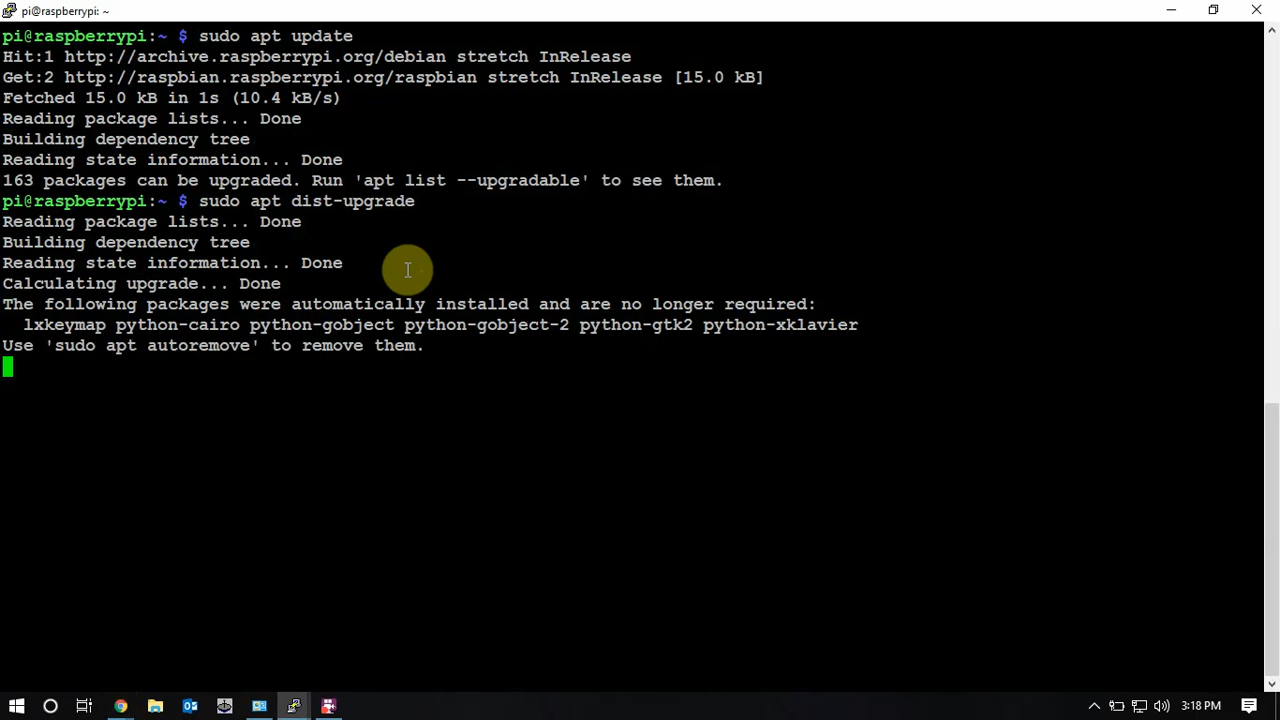 pi@raspberrypi: ~
pi@raspberrypi:~ $ sudo apt update
Hit:1 http://archive.raspberrypi.org/debian stretch InRelease
Get:2 http://raspbian.raspberrypi.org/raspbian stretch InRelease [15.0 kB]
Fetched 15.0 kB in 1s (10.4 kB/s)
Reading package lists... Done
Building dependency tree
Reading state information... Done
163 packages can be upgraded. Run 'apt list --upgradable' to see them.
pi@raspberrypi:~ $ sudo apt dist-upgrade
Reading package lists... Done
Building dependency tree
Reading state information... Done
Calculating upgrade... Done
The following packages were automatically installed and are no longer required:
  lxkeymap python-cairo python-gobject python-gobject-2 python-gtk2 python-xklavier
Use 'sudo apt autoremove' to remove them.
3:18 PM